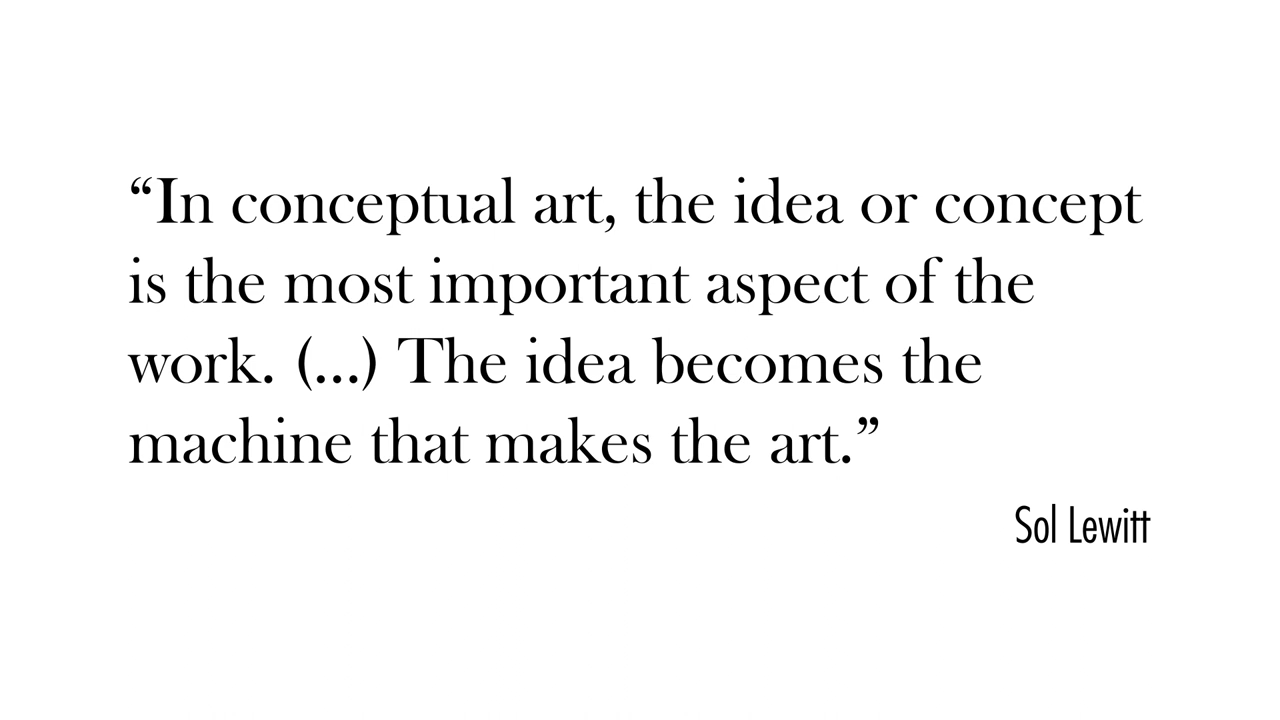 “In conceptual art, the idea or concept
is the most important aspect of the
work. (...) The idea becomes the
machine that makes the art.”
Sol Lewitt